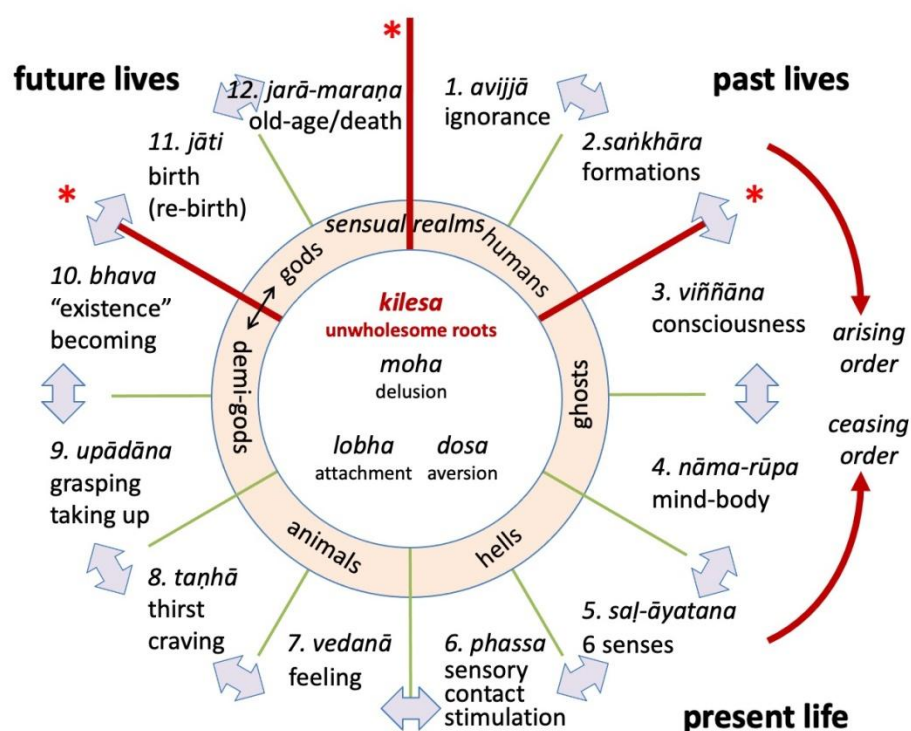 future lives
past lives
*
*
*
12. jarā-maraṇa
old-age/death
1. avijjā
ignorance
2.saṅkhāra
formations
3. viññāna
consciousness
4. nāma-rūpa
mind-body
5. saḷ-āyatana
6 senses
6. phassa
sensory
contact
stimulation
7. vedanā
feeling
8. taṇhā
thirst
craving
9. upādāna
grasping
taking up
10. bhava
“existence”
becoming
11. jāti
birth
(re-birth)
sensual realms
gods
humans
demi-gods
ghosts
animals
hells
kilesa
unwholesome roots
moha
delusion
lobha
attachment
dosa
aversion
arising
order
ceasing
order
present life